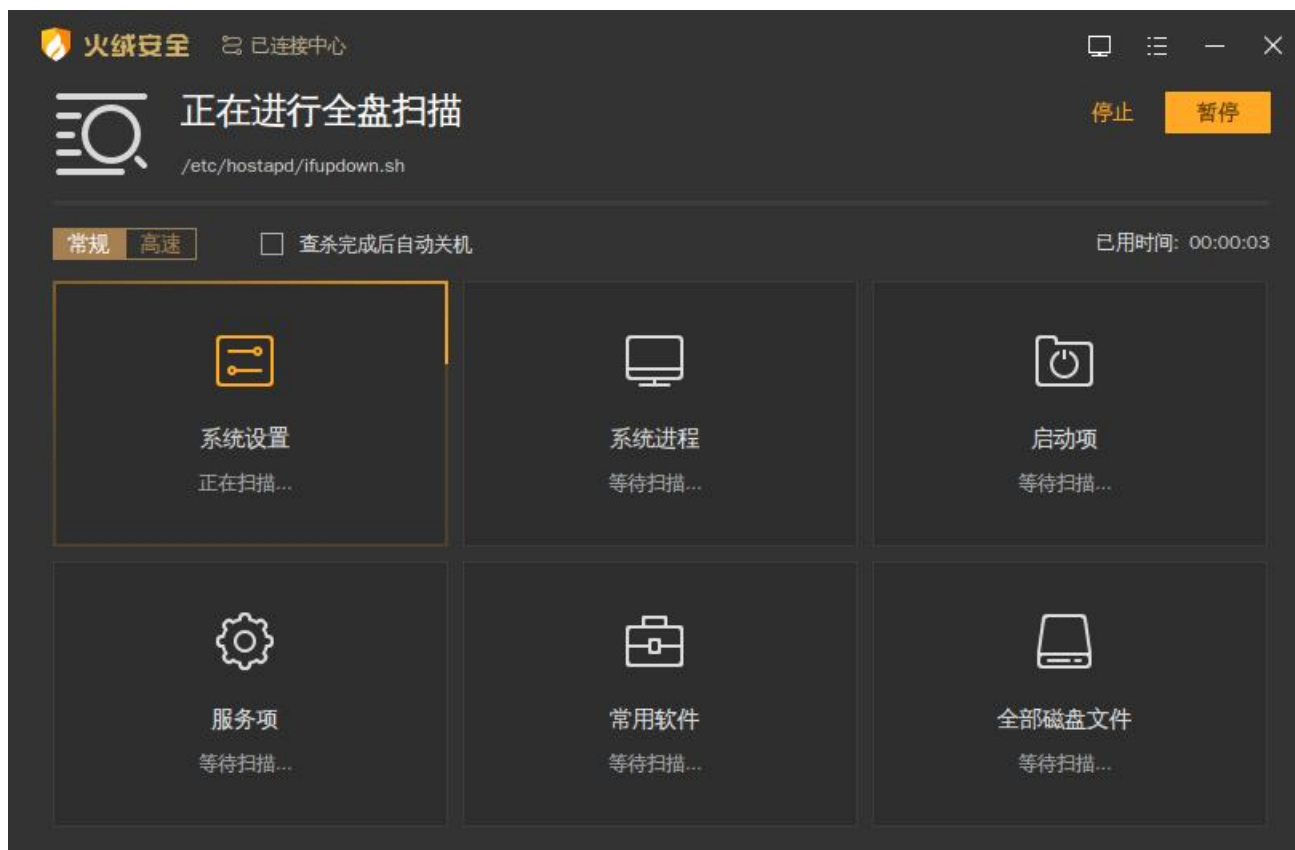 火绒安全 已连接中心
正在进行全盘扫描
停止 暂停
/etc/hostapd/ifupdown.sh
常规 高速 查杀完成后自动关机 已用时间: 00:00:03
系统设置 系统进程 启动项
正在扫描... 等待扫描... 等待扫描...
服务项 常用软件 全部磁盘文件
等待扫描... 等待扫描... 等待扫描...